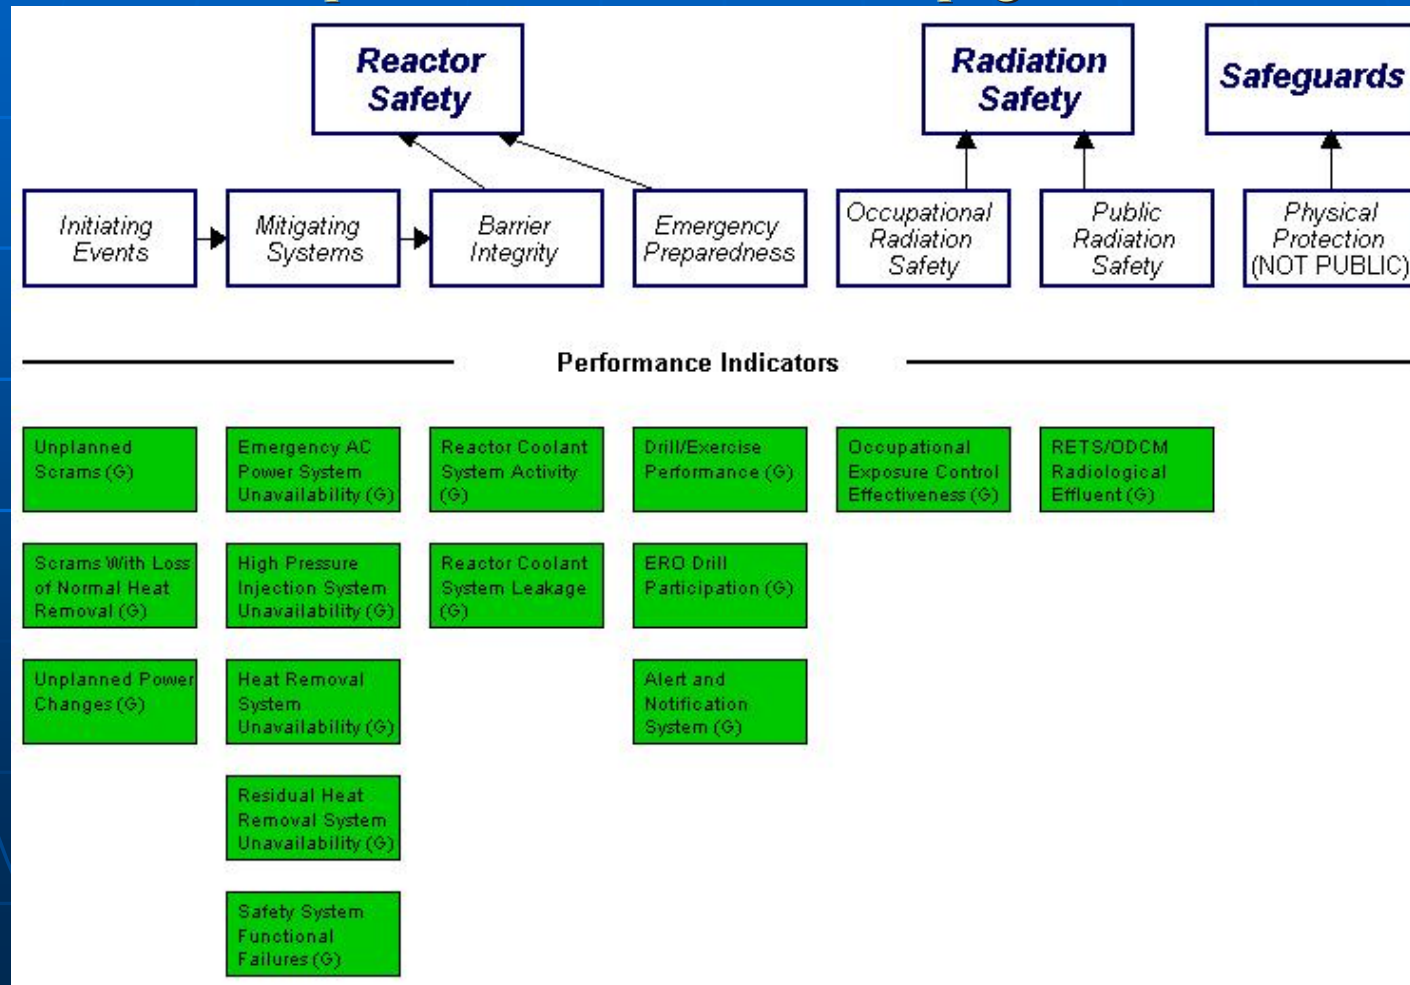 Reactor
Safety
Radiation
Safety
Safeguards
Initiating
Events
Mitigating
Systems
Barrier
Integrity
Emergency
Preparedness
Occupational
Radiation
Safety
Public
Radiation
Safety
Physical
Protection
(NOT PUBLIC)
Performance Indicators
Unplanned
Scrams (G)
Emergency AC
Power System
Unavailability (G)
Reactor Coolant
System Activity
(G)
Drill/Exercise
Performance (G)
Occupational
Exposure Control
Effectiveness (G)
RETS/ODCM
Radiological
Effluent (G)
Scrams With Loss
of Normal Heat
Removal (G)
High Pressure
Injection System
Unavailability (G)
Reactor Coolant
System Leakage
(G)
ERO Drill
Participation (G)
Unplanned Power
Changes (G)
Heat Removal
System
Unavailability (G)
Alert and
Notification
System (G)
Residual Heat
Removal System
Unavailability (G)
Safety System
Functional
Failures (G)